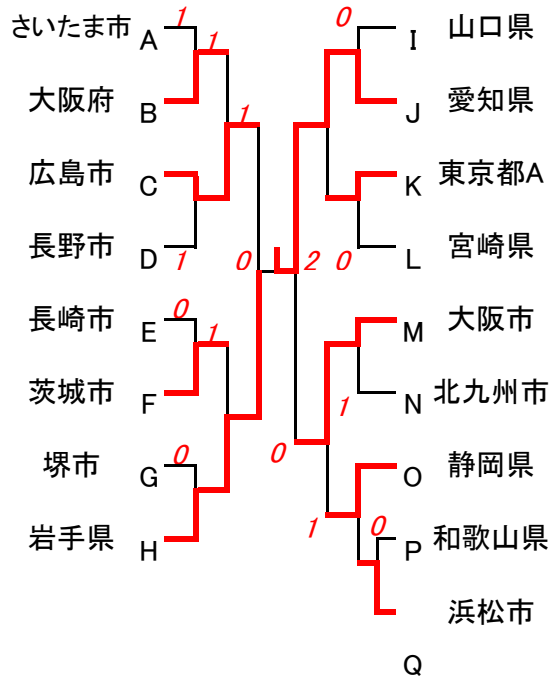 さいたま市 A 1
大阪府 B 1
広島市 C 1
長野市 D 1
長崎市 E 0
茨城市 F 1
堺市 G 0
岩手県 H
0 2
0 I 山口県
J 愛知県
K 東京都A
0 L 宮崎県
M 大阪市
1 N 北九州市
0
O 静岡県
1 0 P 和歌山県
浜松市
Q